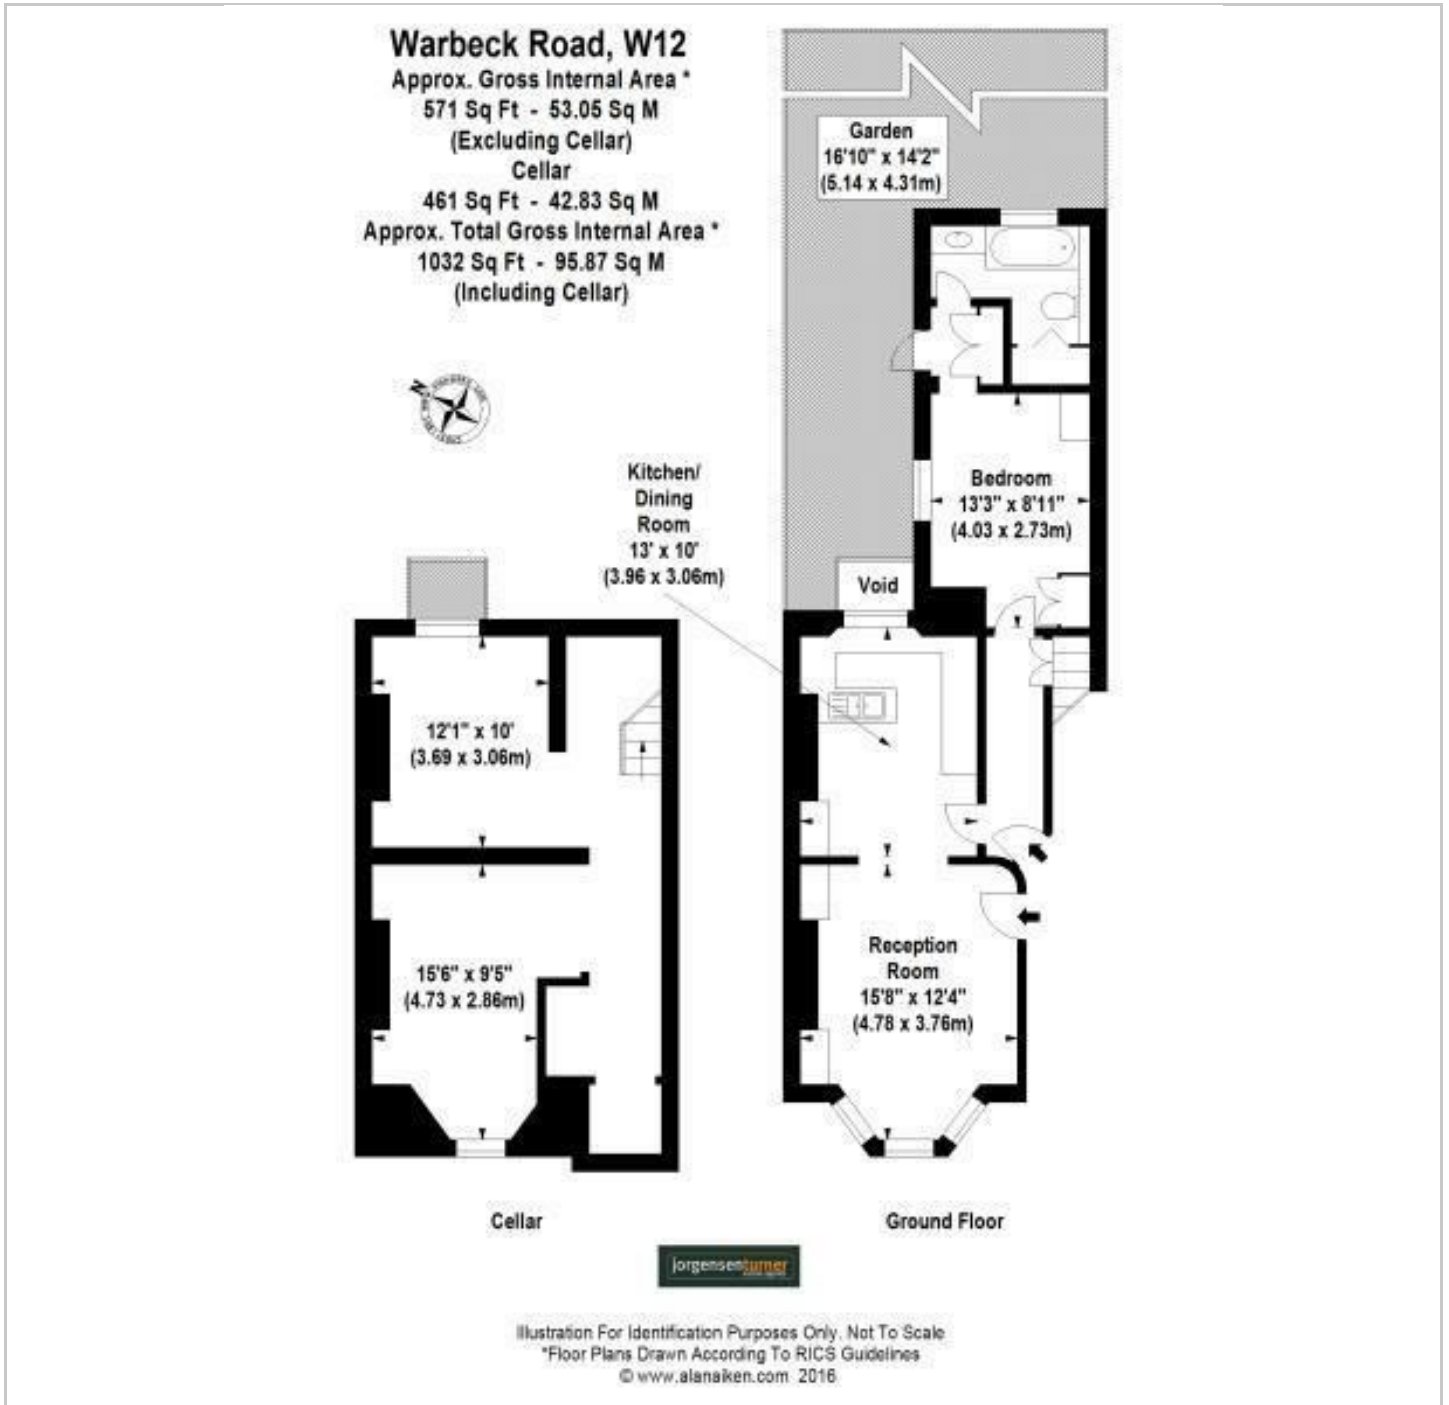 Warbeck Road, W12
Approx. Gross Internal Area *
571 Sq Ft - 53.05 Sq M
(Excluding Cellar)
Cellar
461 Sq Ft - 42.83 Sq M
Approx. Total Gross Internal Area *
1032 Sq Ft - 95.87 Sq M
(Including Cellar)
Garden
16'10" x 14'2"
(5.14 x 4.31m)
N
Kitchen/
Dining
Room
13' x 10'
(3.96 x 3.06m)
Bedroom
13'3" x 8'11"
(4.03 x 2.73m)
Void
12'1" x 10'
(3.69 x 3.06m)
15'6" x 9'5"
(4.73 x 2.86m)
Reception
Room
15'8" x 12'4"
(4.78 x 3.76m)
Cellar
Ground Floor
jorgensenturner
Illustration For Identification Purposes Only. Not To Scale
*Floor Plans Drawn According To RICS Guidelines
© www.alanaiken.com 2016